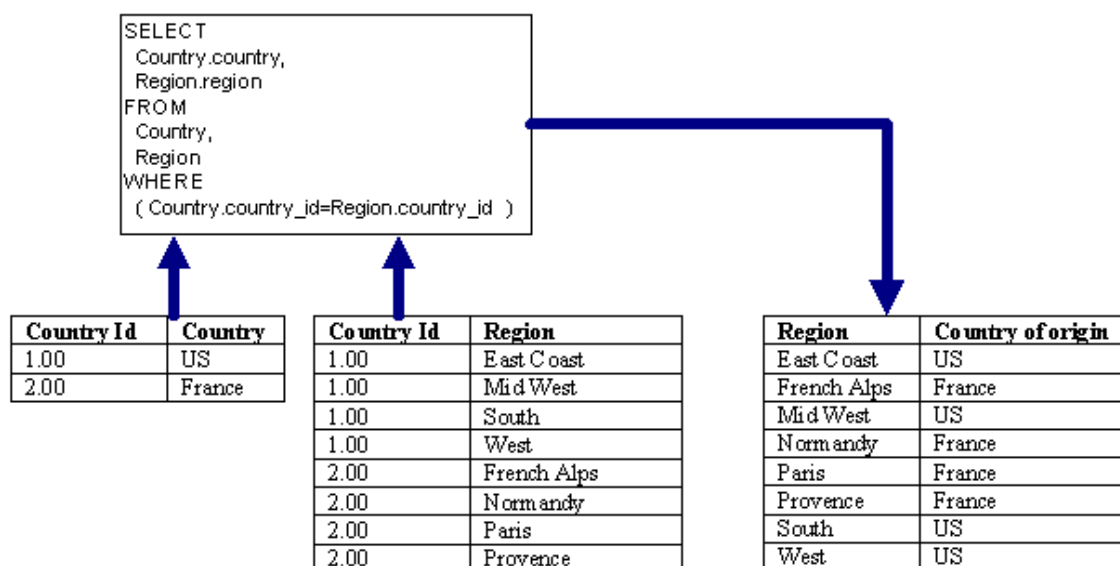 SELECT
Country.country,
Region.region
FROM
Country,
Region
WHERE
( Country.country_id=Region.country_id )
Country Id Country
1.00 US
2.00 France
Country Id Region
1.00 East Coast
1.00 Mid West
1.00 South
1.00 West
2.00 French Alps
2.00 Normandy
2.00 Paris
2.00 Provence
Region Country of origin
East Coast US
French Alps France
Mid West US
Normandy France
Paris France
Provence France
South US
West US